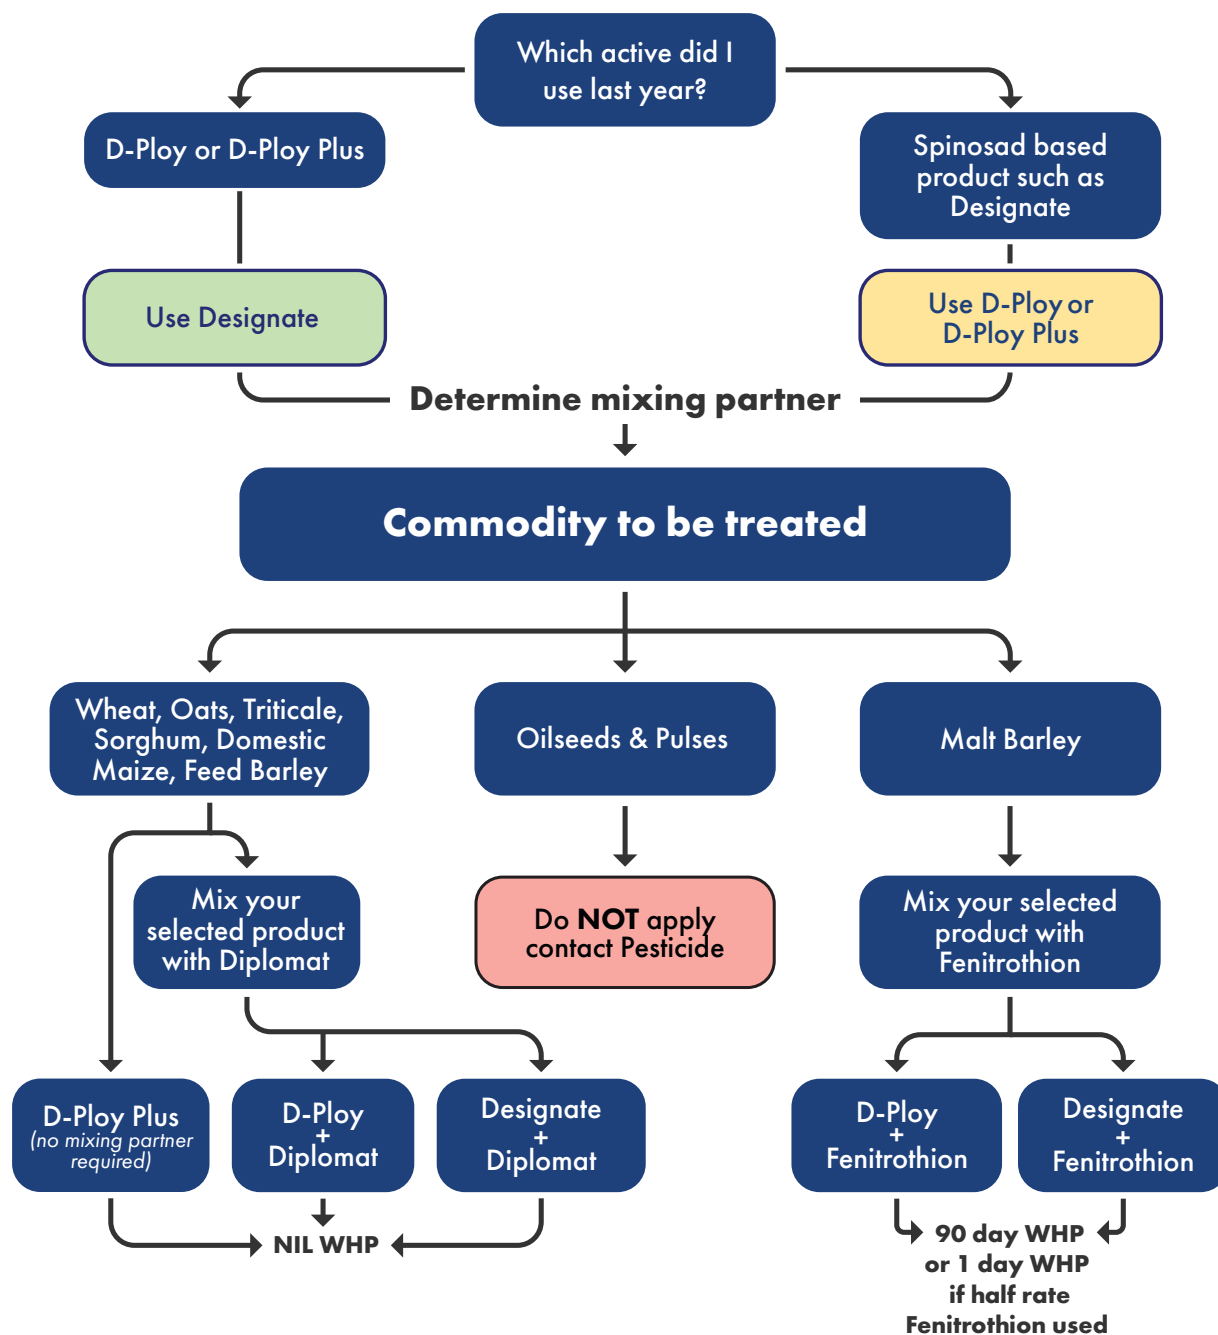 Which active did I
use last year?
D-Ploy or D-Ploy Plus
Spinosad based
product such as
Designate
Use Designate
Use D-Ploy or
D-Ploy Plus
Determine mixing partner
Commodity to be treated
Wheat, Oats, Triticale,
Sorghum, Domestic
Maize, Feed Barley
Oilseeds & Pulses
Malt Barley
Mix your
selected product
with Diplomat
Do NOT apply
contact Pesticide
Mix your selected
product with
Fenitrothion
D-Ploy Plus
(no mixing partner
required)
D-Ploy
+
Diplomat
Designate
+
Diplomat
D-Ploy
+
Fenitrothion
Designate
+
Fenitrothion
NIL WHP
90 day WHP
or 1 day WHP
if half rate
Fenitrothion used